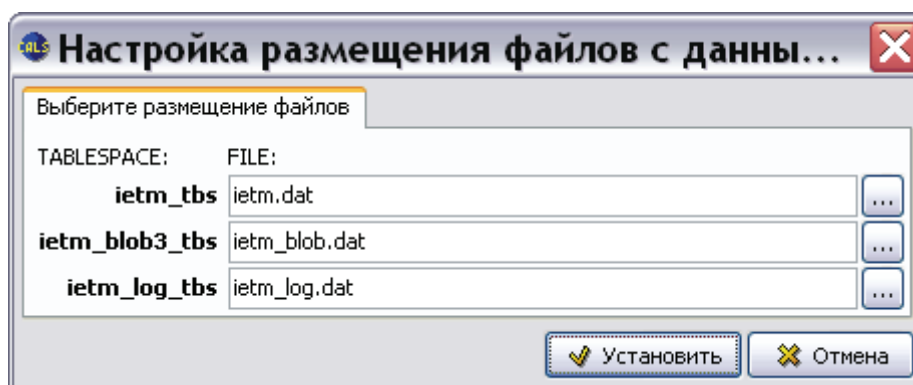 CALS Настройка размещения файлов с данны...
Выберите размещение файлов
TABLESPACE: FILE:
ietm_tbs ietm.dat ...
ietm_blob3_tbs ietm_blob.dat ...
ietm_log_tbs ietm_log.dat ...
Установить Отмена